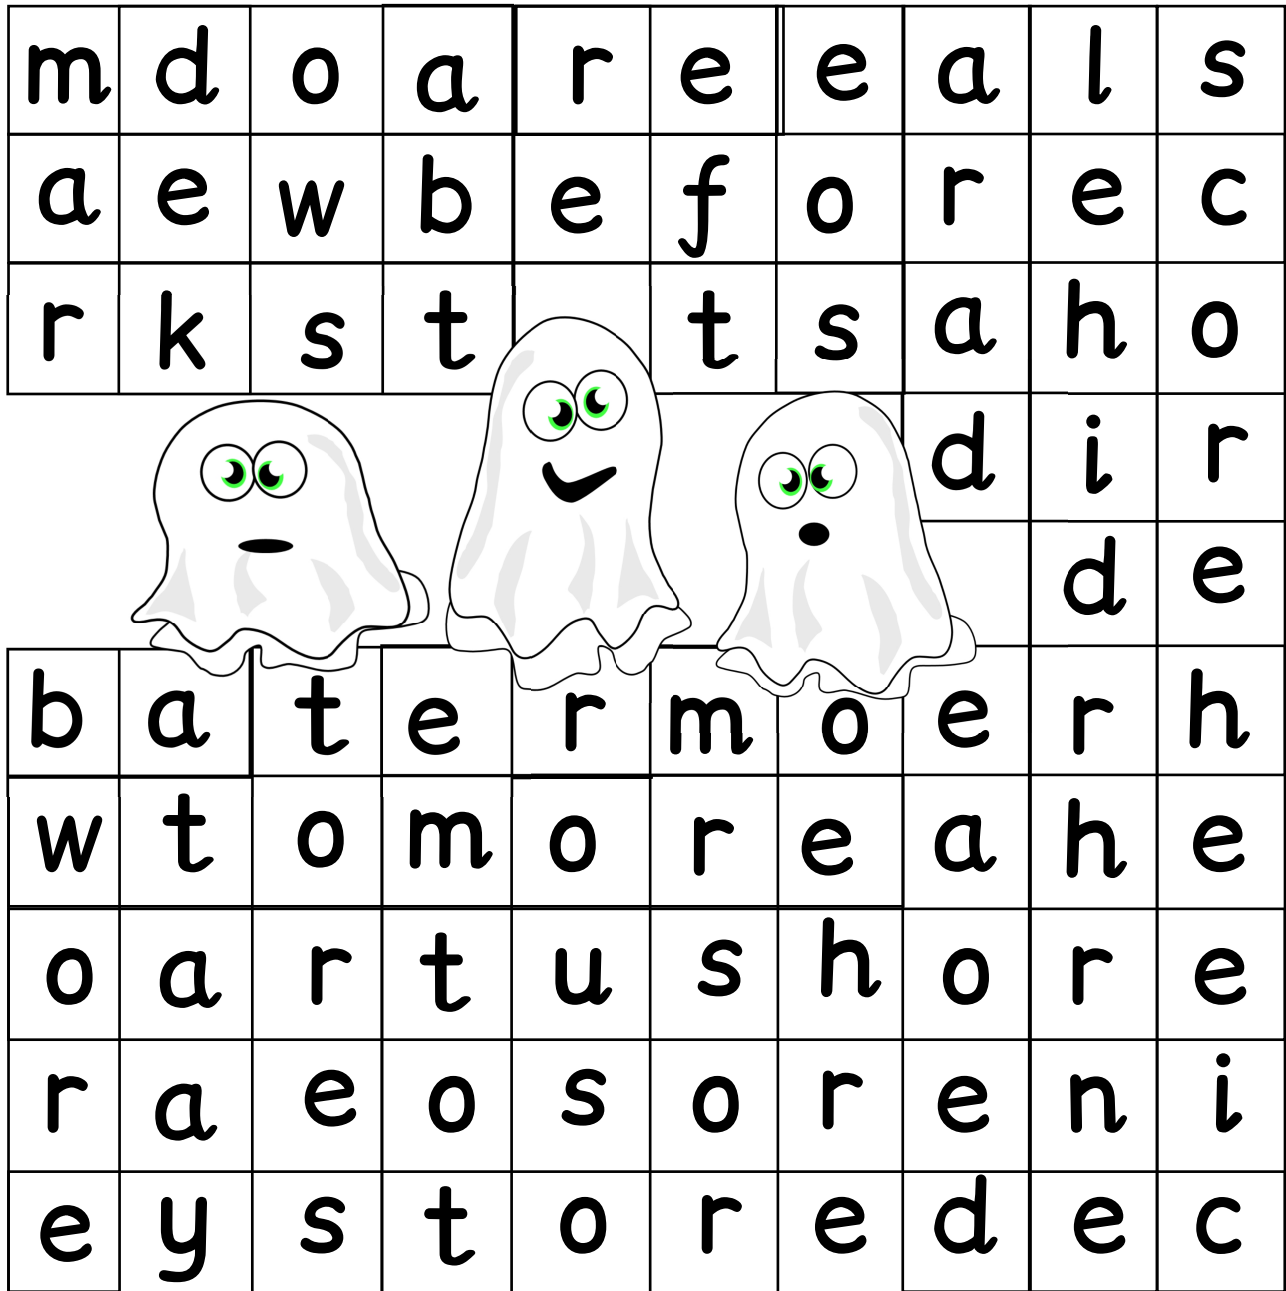 m d o a r e e a l s
a e w b e f o r e c
r k s t t s a h o
d i r
d e
b a t e r m o e r h
w t o m o r e a h e
o a r t u s h o r e
r a e o s o r e n i
e y s t o r e d e c